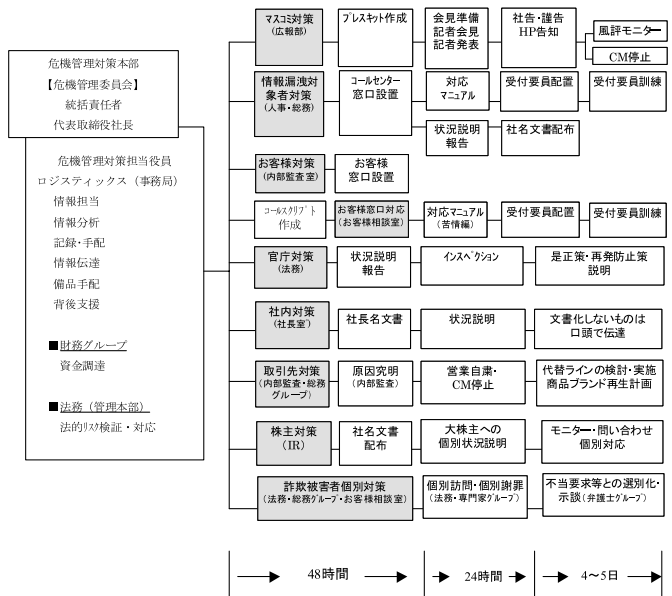 危機管理対策本部
【危機管理委員会】
統括責任者
代表取締役社長
危機管理対策担当役員
ロジスティックス（事務局）
情報担当
情報分析
記録・手配
情報伝達
備品手配
背後支援
■財務グループ
資金調達
■法務（管理本部）
法的リスク検証・対応
マスコミ対策
(広報部)
プレスキット作成
会見準備
記者会見
記者発表
社告・謹告
HP告知
風評モニター
CM停止
情報漏洩対
象者対策
(人事・総務)
コールセンター
窓口設置
対応
マニュアル
受付要員配置
受付要員訓練
状況説明
報告
社名文書配布
お客様対策
(内部監査室)
お客様
窓口設置
コールスクリプト
作成
お客様窓口対応
(お客様相談室)
対応マニュアル
(苦情編)
受付要員配置
受付要員訓練
官庁対策
(法務)
状況説明
報告
インスペクション
是正策・再発防止策
説明
社内対策
(社長室)
社長名文書
状況説明
文書化しないものは
口頭で伝達
取引先対策
(内部監査・総務
グループ)
原因究明
(内部監査)
営業自粛・
CM停止
代替ラインの検討・実施
商品ブランド再生計画
株主対策
(IR)
社名文書
配布
大株主への
個別状況説明
モニター・問い合わせ
個別対応
詐欺被害者個別対策
(法務・総務グループ・お客様相談室)
個別訪問・個別謝罪
(法務・専門家グループ)
不当要求等との選別化・
示談(弁護士グループ)
48時間
24時間
4～5日